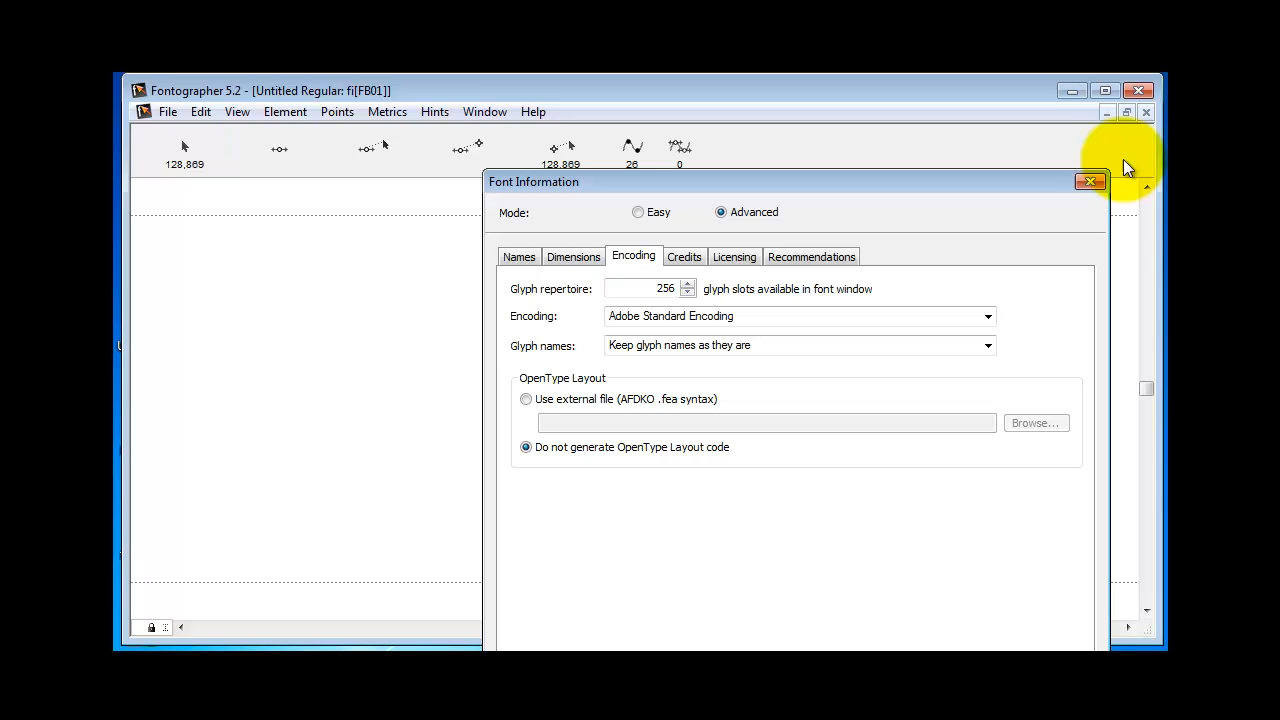 Fontographer 5.2 - [Untitled Regular: fi[FB01]]
File Edit View Element Points Metrics Hints Window Help
128,869 128,869 26 0
Font Information
Mode: Easy Advanced
Names Dimensions Encoding Credits Licensing Recommendations
Glyph repertoire: 256 glyph slots available in font window
Encoding: Adobe Standard Encoding
Glyph names: Keep glyph names as they are
OpenType Layout
Use external file (AFDKO .fea syntax)
Browse...
Do not generate OpenType Layout code